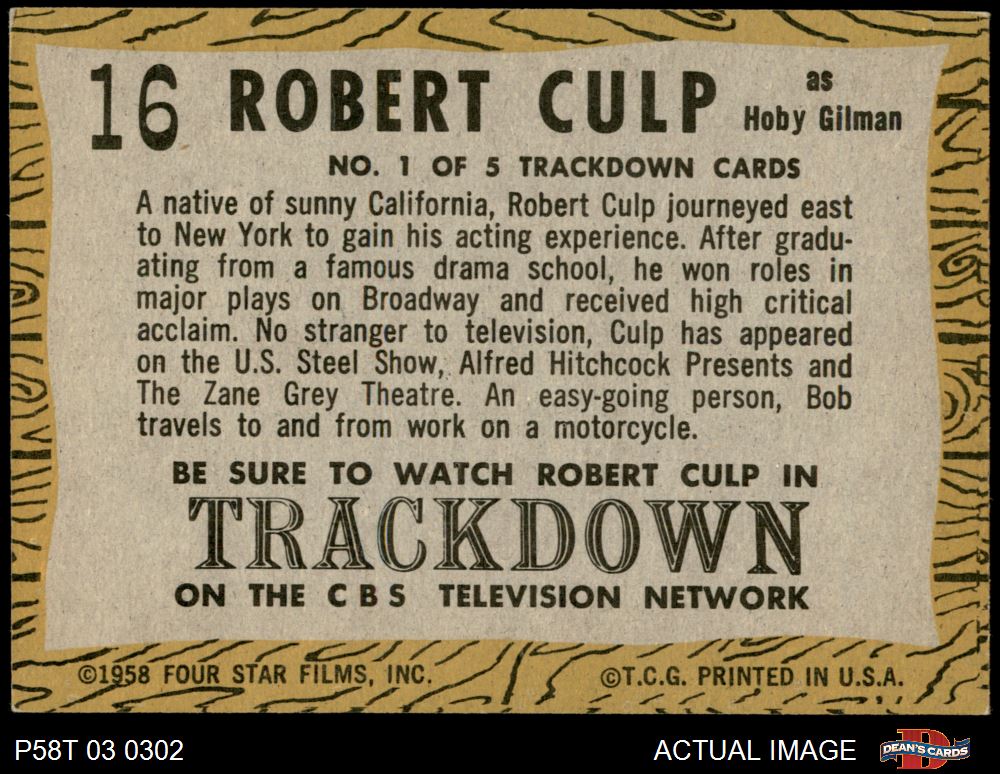 16 ROBERT CULP as Hoby Gilman
NO. 1 OF 5 TRACKDOWN CARDS
A native of sunny California, Robert Culp journeyed east
to New York to gain his acting experience. After gradu-
ating from a famous drama school, he won roles in
major plays on Broadway and received high critical
acclaim. No stranger to television, Culp has appeared
on the U.S. Steel Show, Alfred Hitchcock Presents and
The Zane Grey Theatre. An easy-going person, Bob
travels to and from work on a motorcycle.
BE SURE TO WATCH ROBERT CULP IN
TRACKDOWN
ON THE CBS TELEVISION NETWORK
©1958 FOUR STAR FILMS, INC. ©T.C.G. PRINTED IN U.S.A.
P58T 03 0302 ACTUAL IMAGE DEAN'S CARDS